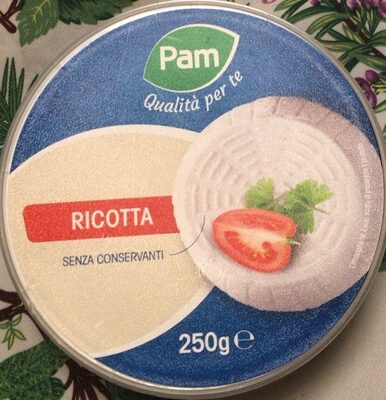 Pam
Qualità per te
RICOTTA
SENZA CONSERVANTI
250g e